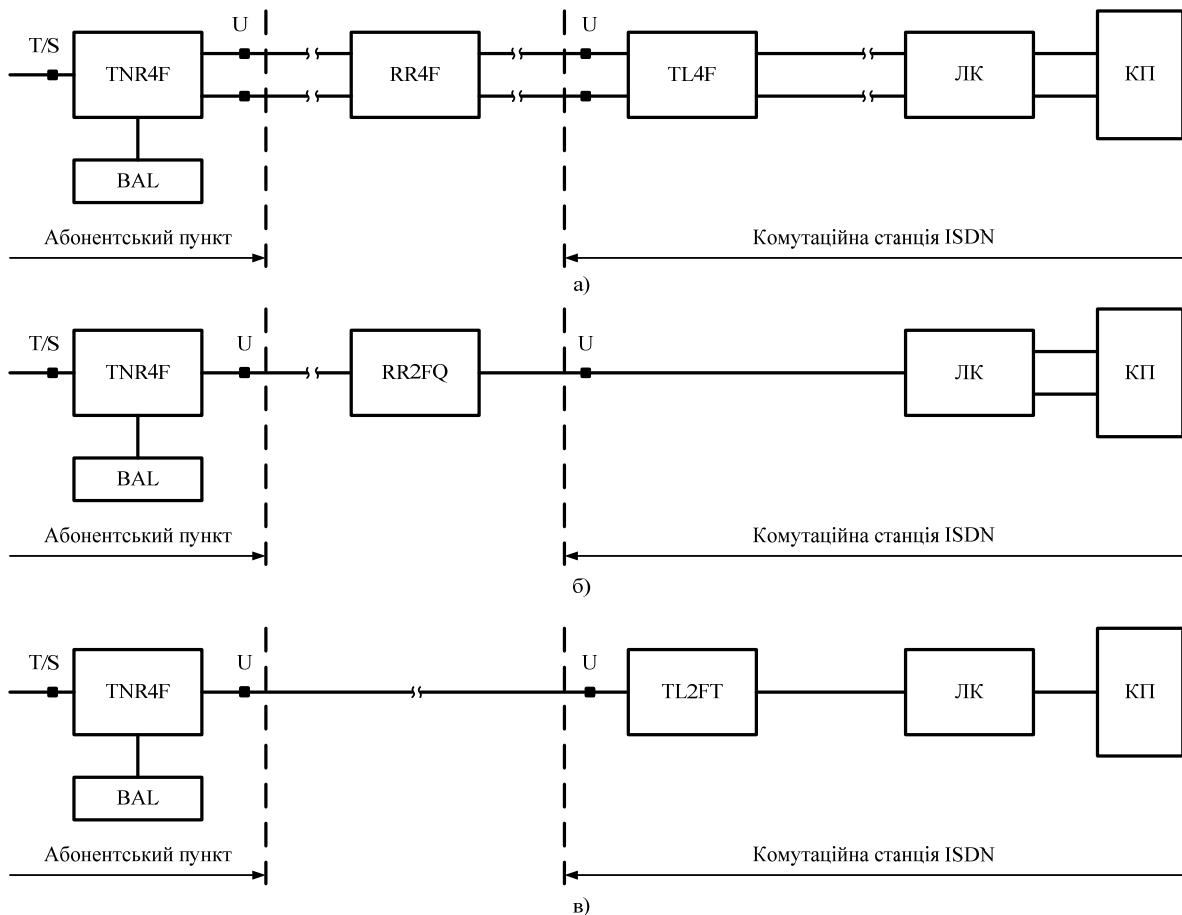 U U
T/S
TNR4F RR4F TL4F ЛК КП
BAL
Абонентський пункт Комутаційна станція ISDN
а)
T/S U U
TNR4F RR2FQ ЛК КП
BAL
Абонентський пункт Комутаційна станція ISDN
б)
T/S U U
TNR4F TL2FT ЛК КП
BAL
Абонентський пункт Комутаційна станція ISDN
в)